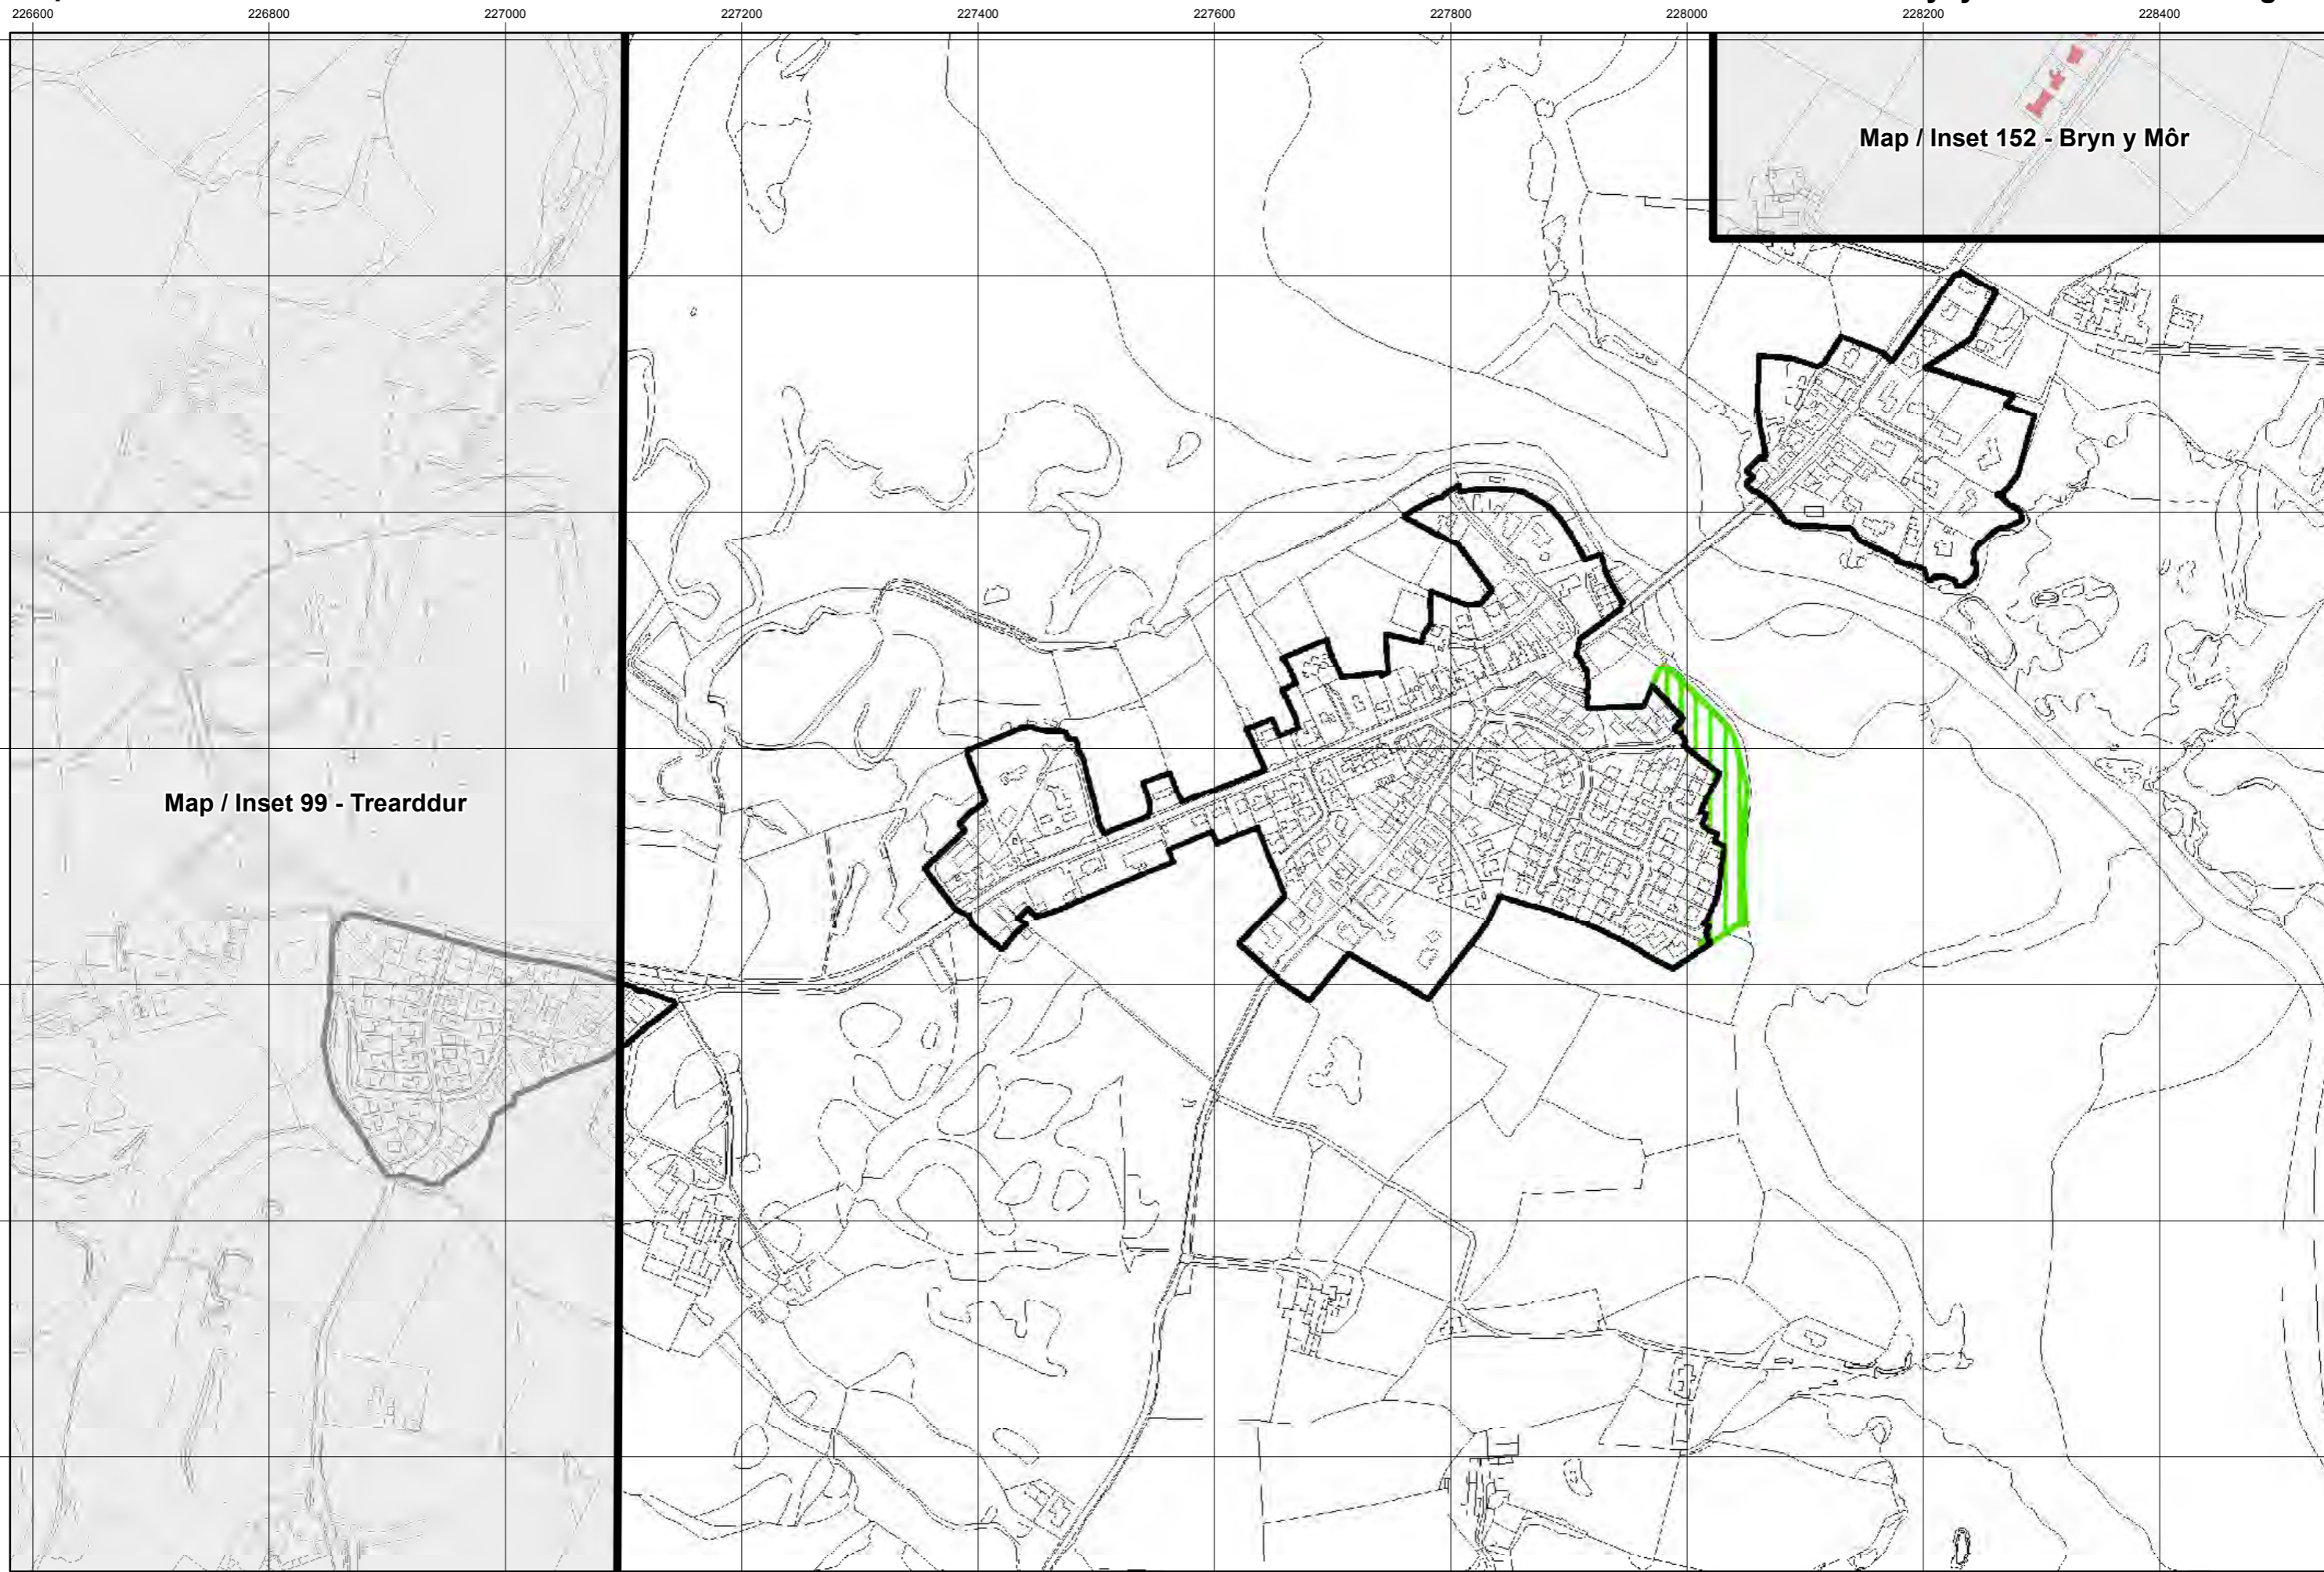 226600 226800 227000 227200 227400 227600 227800 228000 228200 228400
Map / Inset 152 - Bryn y Môr
Map / Inset 99 - Trearddur